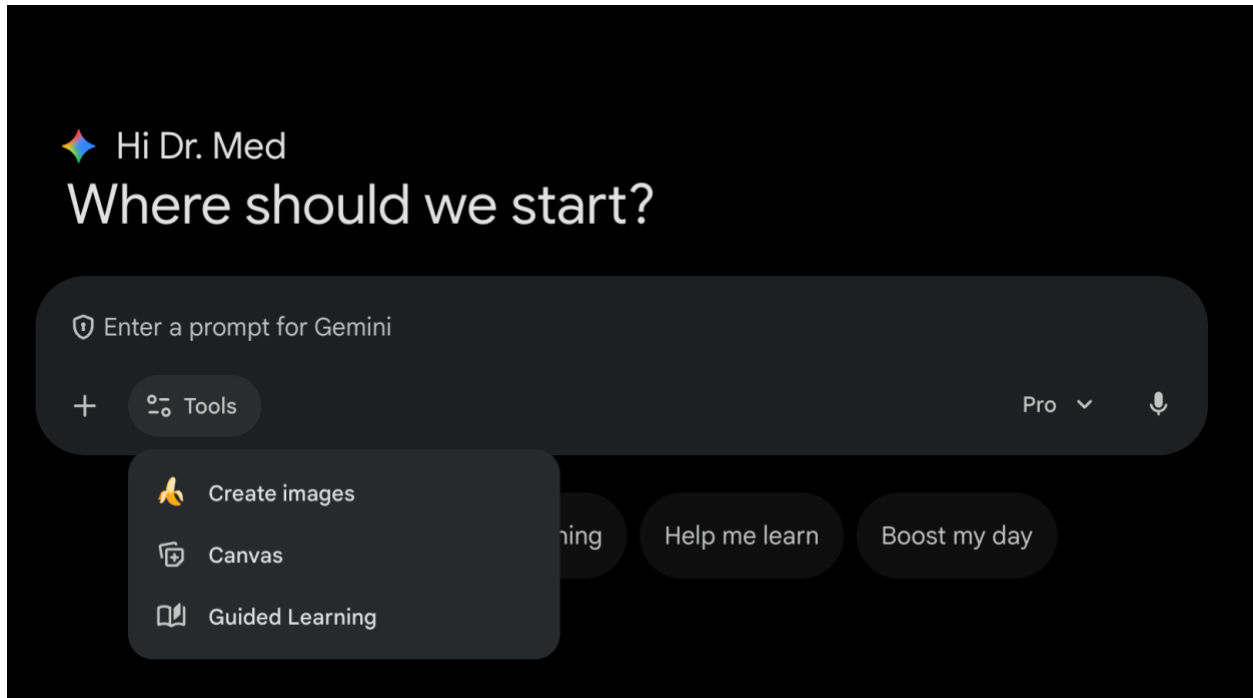 Hi Dr. Med
Where should we start?
Enter a prompt for Gemini
Tools
Pro
Create images
Canvas
Guided Learning
Help me learn
Boost my day